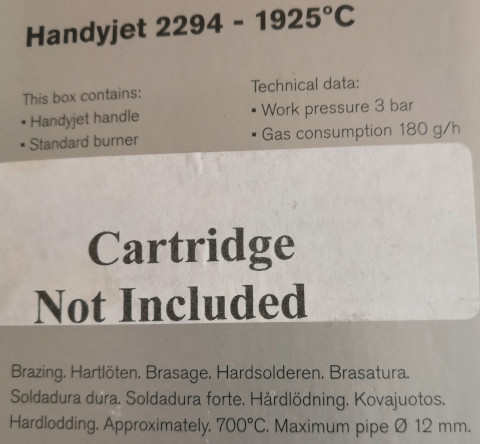 Handyjet 2294 - 1925°C
This box contains:
• Handyjet handle
• Standard burner
Technical data:
• Work pressure 3 bar
• Gas consumption 180 g/h
Cartridge
Not Included
Brazing. Hartlöten. Brasage. Hardsolderen. Brasatura.
Soldadura dura. Soldadura forte. Hårdlödning. Kovajuotos.
Hardlodding. Approximately. 700°C. Maximum pipe Ø 12 mm.